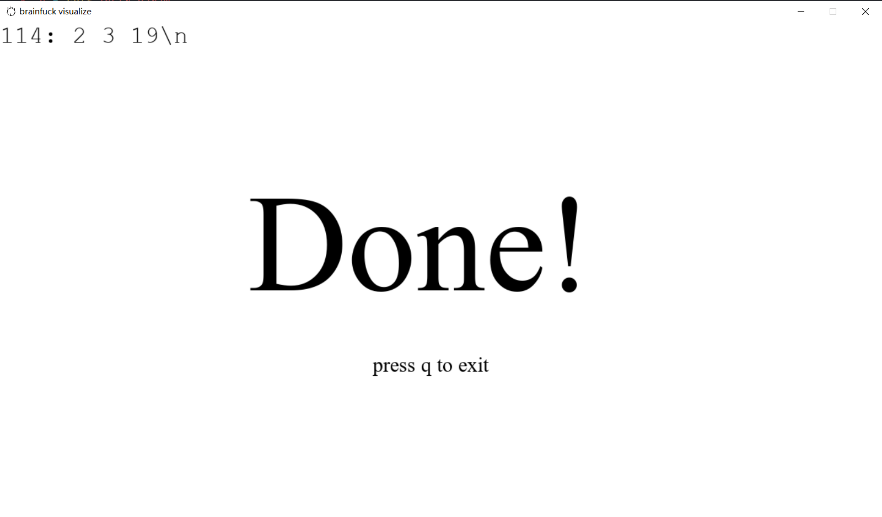 brainfuck visualize
114: 2 3 19\n
Done!
press q to exit